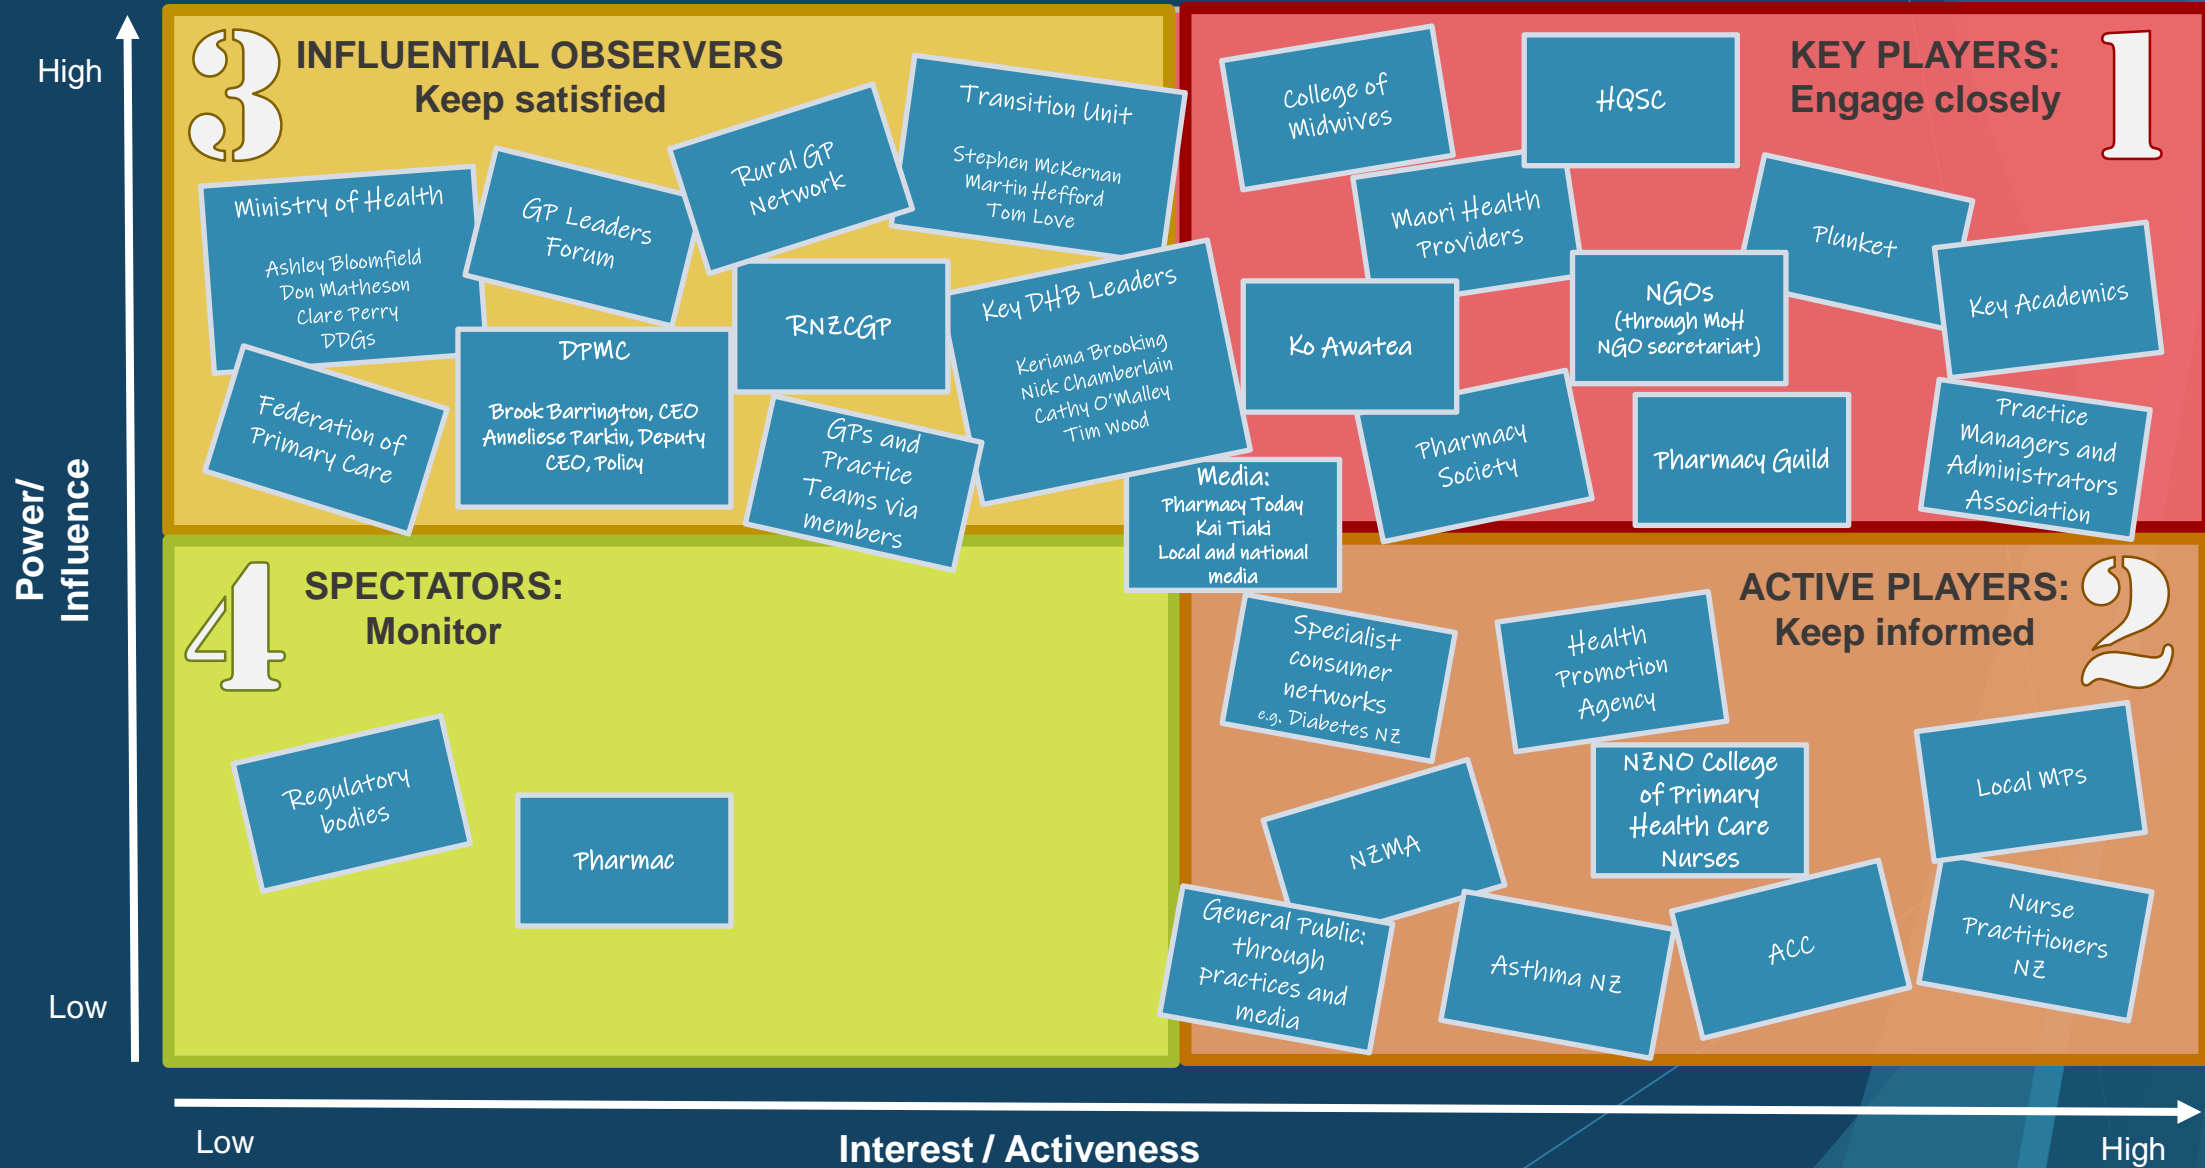 High
Power/
Influence
Low
3
INFLUENTIAL OBSERVERS
Keep satisfied
Ministry of Health
Ashley Bloomfield
Don Matheson
Clare Perry
DDGs
GP Leaders
Forum
Rural GP
Network
Transition Unit
Stephen McKernan
Martin Hefford
Tom Love
Federation of
Primary Care
DPMC
Brook Barrington, CEO
Anneliese Parkin, Deputy
CEO, Policy
RNZCGP
GPs and
Practice
Teams via
members
Key DHB Leaders
Keriana Brooking
Nick Chamberlain
Cathy O'Malley
Tim Wood
1
KEY PLAYERS:
Engage closely
College of
Midwives
HQSC
Maori Health
Providers
Plunket
Key Academics
Ko Awatea
NGOs
(through MoH
NGO secretariat)
Pharmacy
Society
Pharmacy Guild
Practice
Managers and
Administrators
Association
Media:
Pharmacy Today
Kai Tiaki
Local and national
media
4
SPECTATORS:
Monitor
Regulatory
bodies
Pharmac
2
ACTIVE PLAYERS:
Keep informed
Specialist
consumer
networks
e.g. Diabetes NZ
Health
Promotion
Agency
NZMA
NZNO College
of Primary
Health Care
Nurses
Local MPs
General Public:
through
practices and
media
Asthma NZ
ACC
Nurse
Practitioners
NZ
Low
Interest / Activeness
High